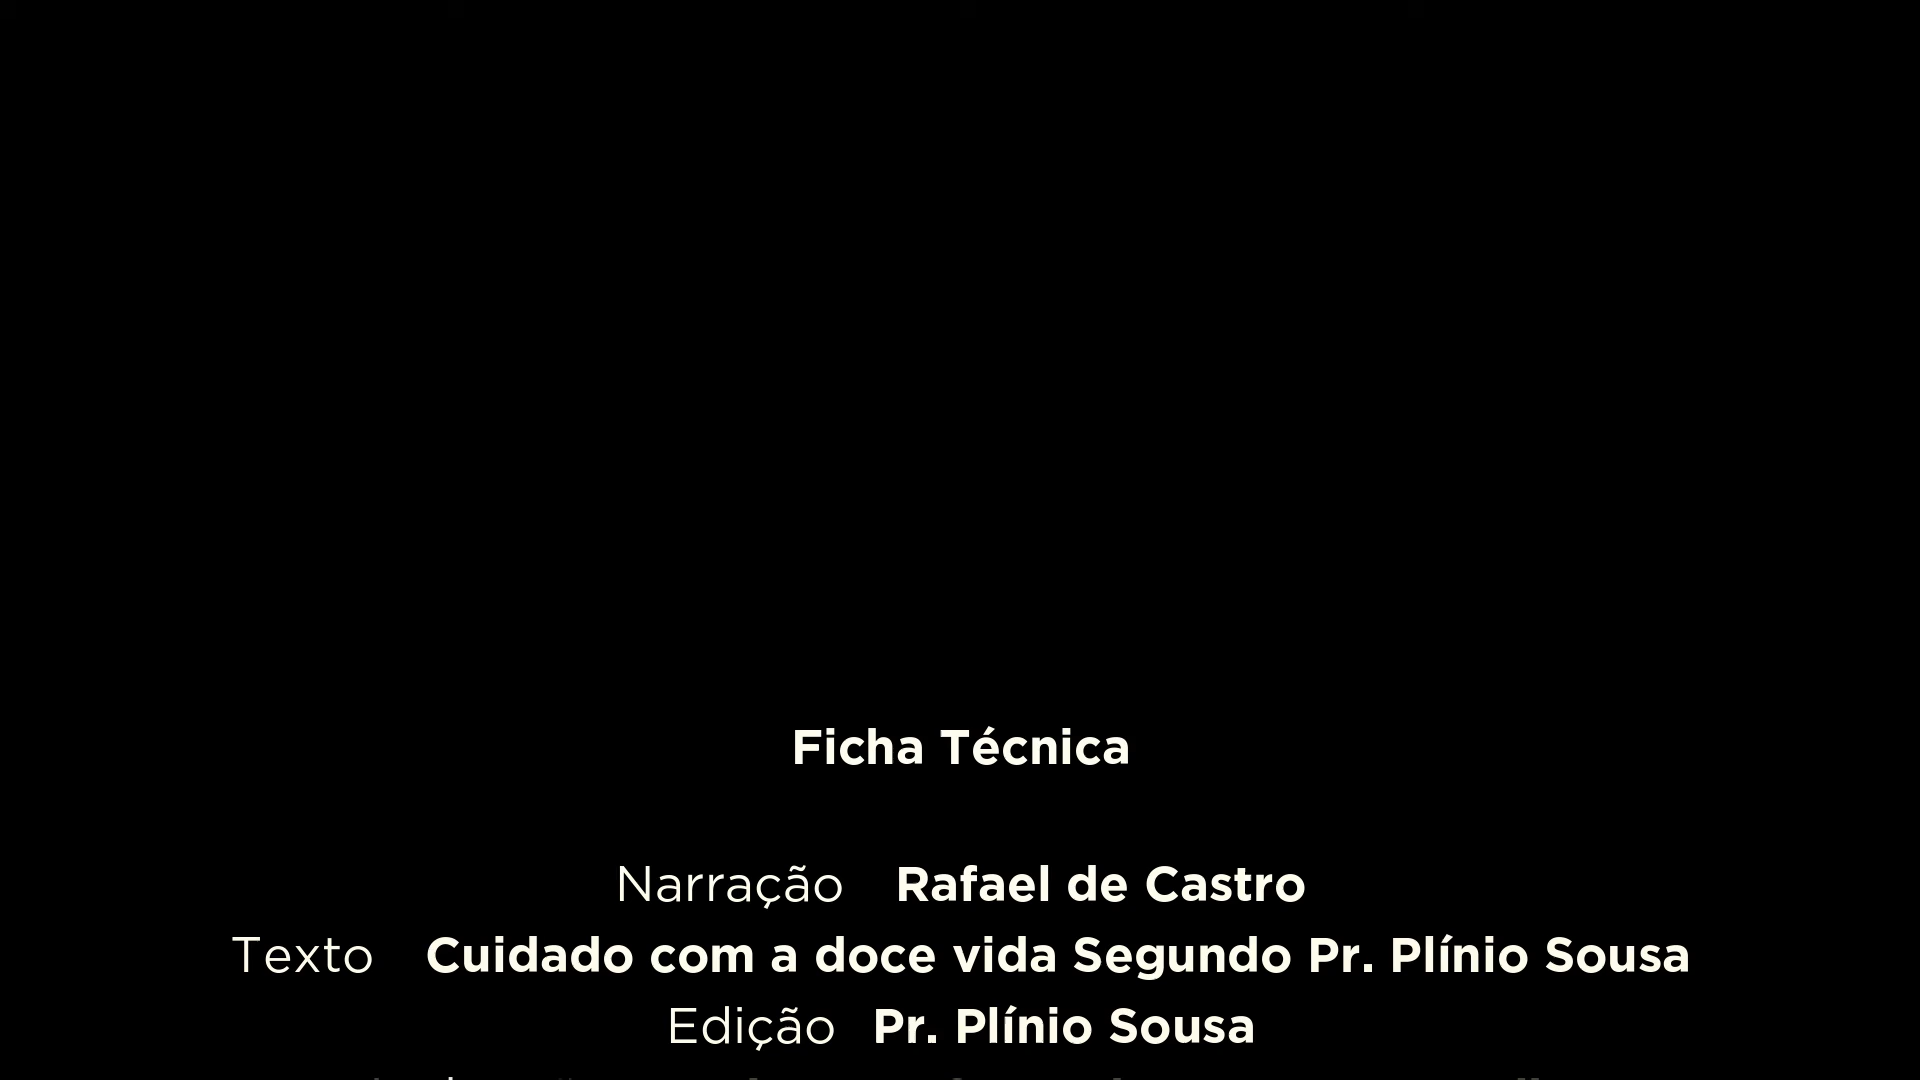 Ficha Técnica
Narração Rafael de Castro
Texto Cuidado com a doce vida Segundo Pr. Plínio Sousa
Edição Pr. Plínio Sousa